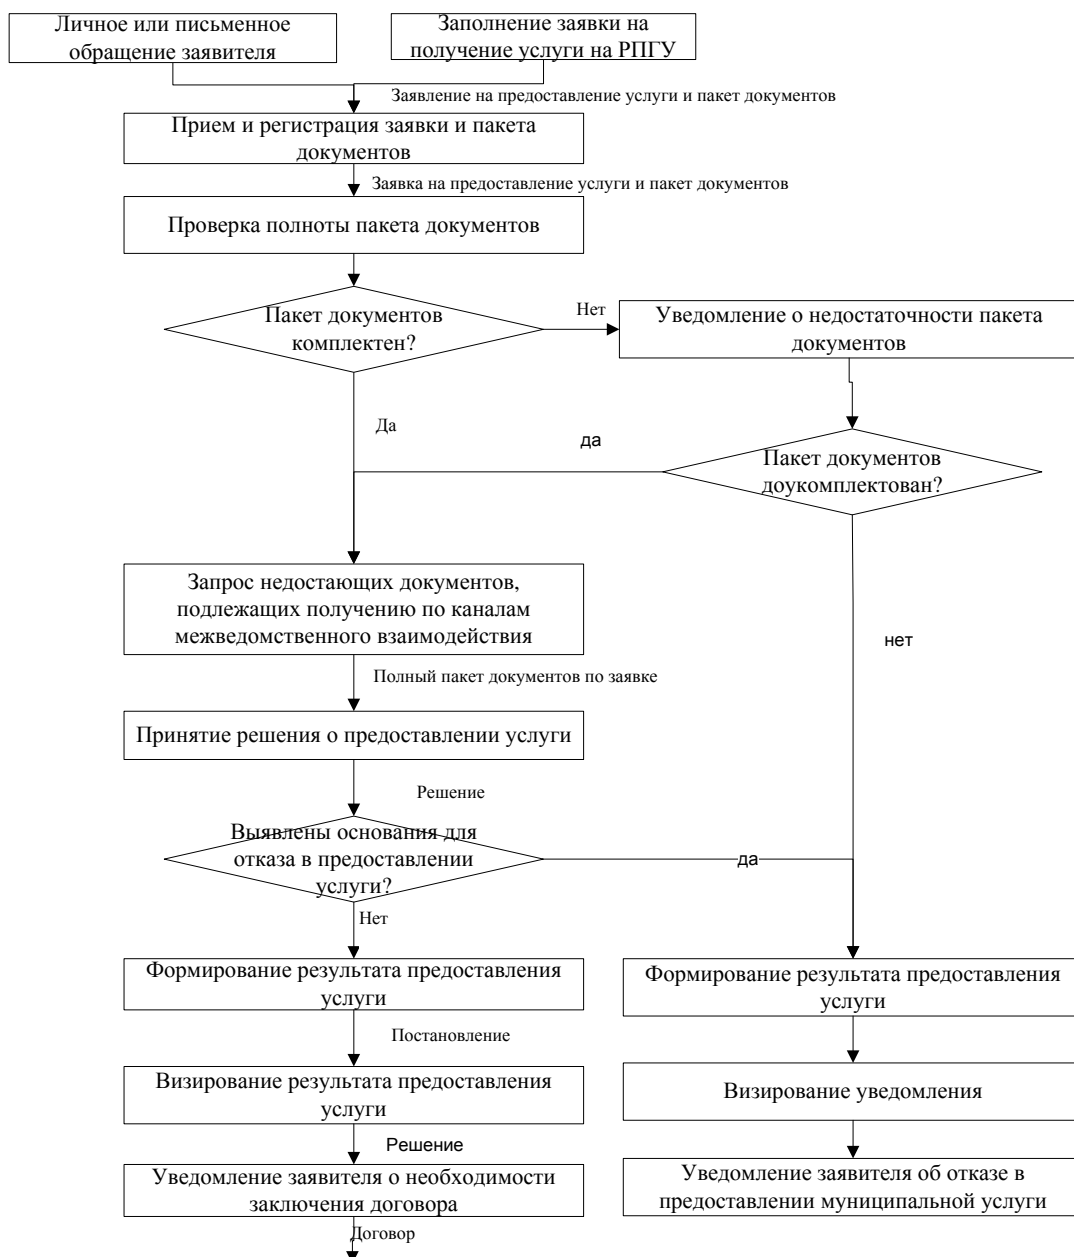 Личное или письменное
обращение заявителя
Заполнение заявки на
получение услуги на РПГУ
Заявление на предоставление услуги и пакет документов
Прием и регистрация заявки и пакета
документов
Заявка на предоставление услуги и пакет документов
Проверка полноты пакета документов
Пакет документов
комплектен?
Нет
Уведомление о недостаточности пакета
документов
Да
да
Пакет документов
доукомплектован?
Запрос недостающих документов,
подлежащих получению по каналам
межведомственного взаимодействия
нет
Полный пакет документов по заявке
Принятие решения о предоставлении услуги
Решение
Выявлены основания для
отказа в предоставлении
услуги?
да
Нет
Формирование результата предоставления
услуги
Формирование результата предоставления
услуги
Постановление
Визирование результата предоставления
услуги
Визирование уведомления
Решение
Уведомление заявителя о необходимости
заключения договора
Уведомление заявителя об отказе в
предоставлении муниципальной услуги
Договор